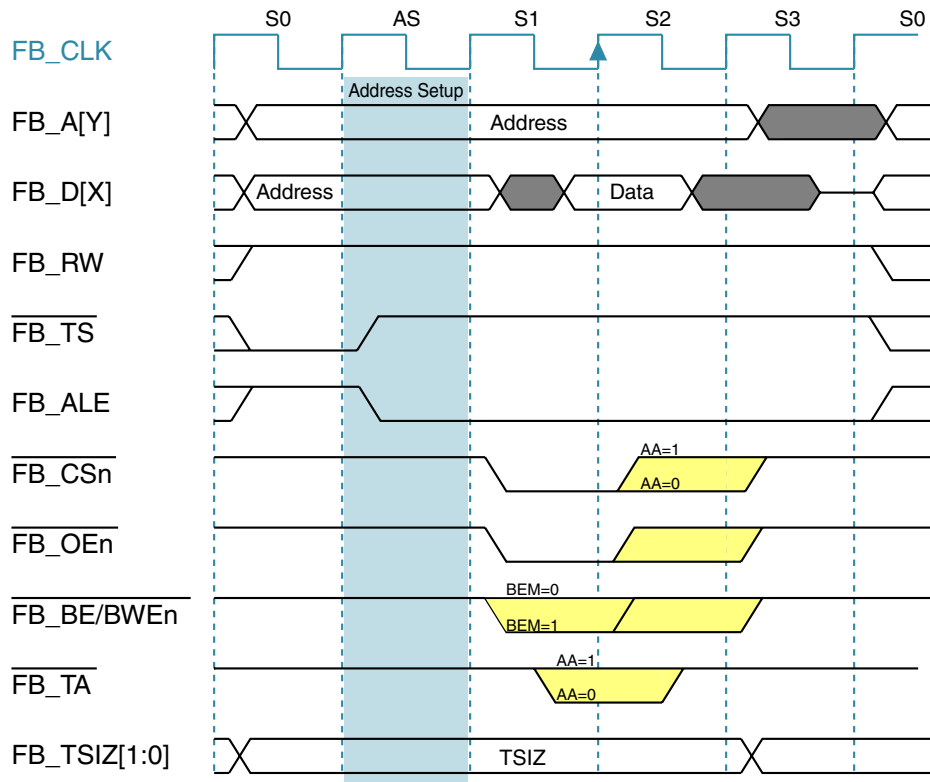 S0 AS S1 S2 S3 S0
FB_CLK
Address Setup
FB_A[Y] Address
FB_D[X] Address Data
FB_RW
FB_TS
FB_ALE
FB_CSn AA=1
AA=0
FB_OEn
BEM=0
FB_BE/BWEn BEM=1
AA=1
FB_TA AA=0
FB_TSIZ[1:0] TSIZ